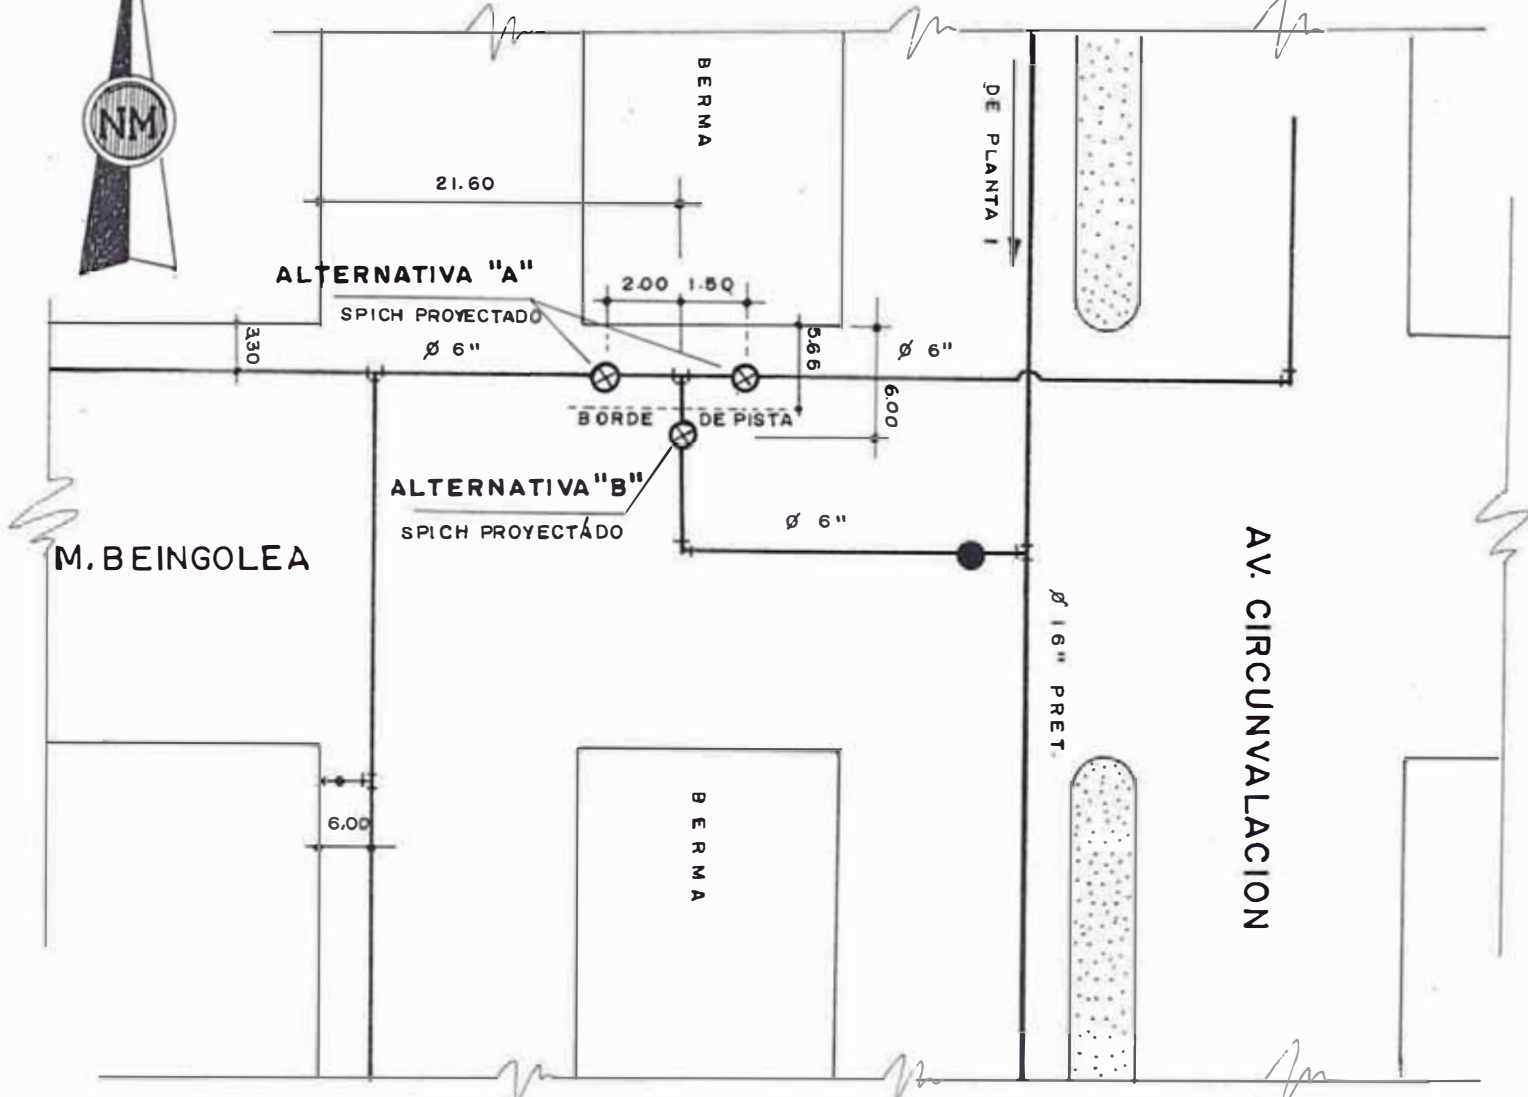 NM
BERMA
DE PLANTA I
21.60
ALTERNATIVA "A"
SPICH PROYECTADO
2.00 1.50
3.30
Ø 6"
5.65
Ø 6"
6.00
BORDE DE PISTA
ALTERNATIVA "B"
SPICH PROYECTADO
Ø 6"
M. BEINGOLEA
Ø 16" PRET.
AV. CIRCUNVALACION
6.00
BERMA